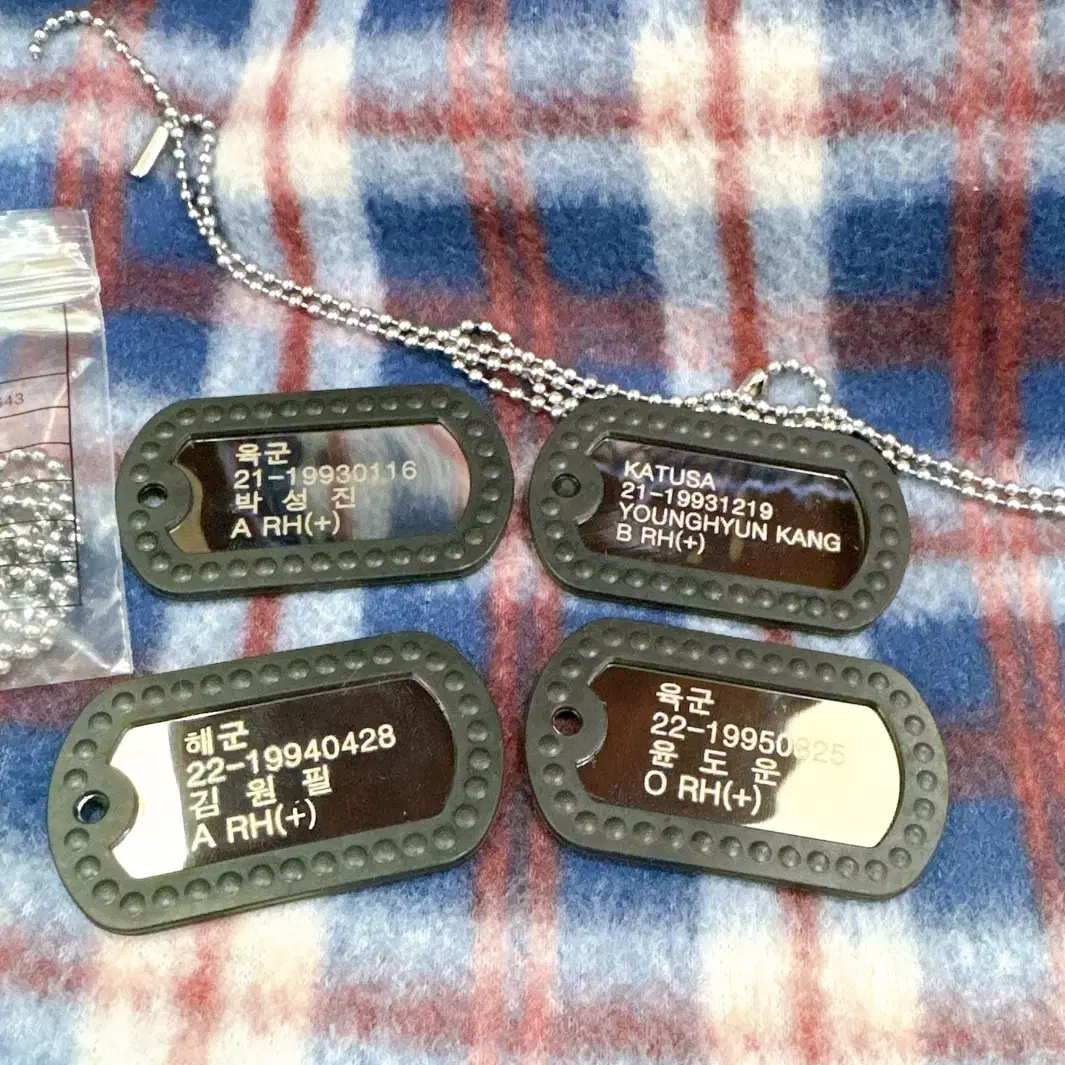 육군
21-19930116
박 성 진
A RH(+)
KATUSA
21-19931219
YOUNGHYUN KANG
B RH(+)
해군
22-19940428
김 원 필
A RH(+)
육군
22-19950825
윤 도 운
O RH(+)